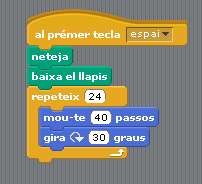 al prémer tecla espai
neteja
baixa el llapis
repeteix 24
mou-te 40 passos
gira 30 graus